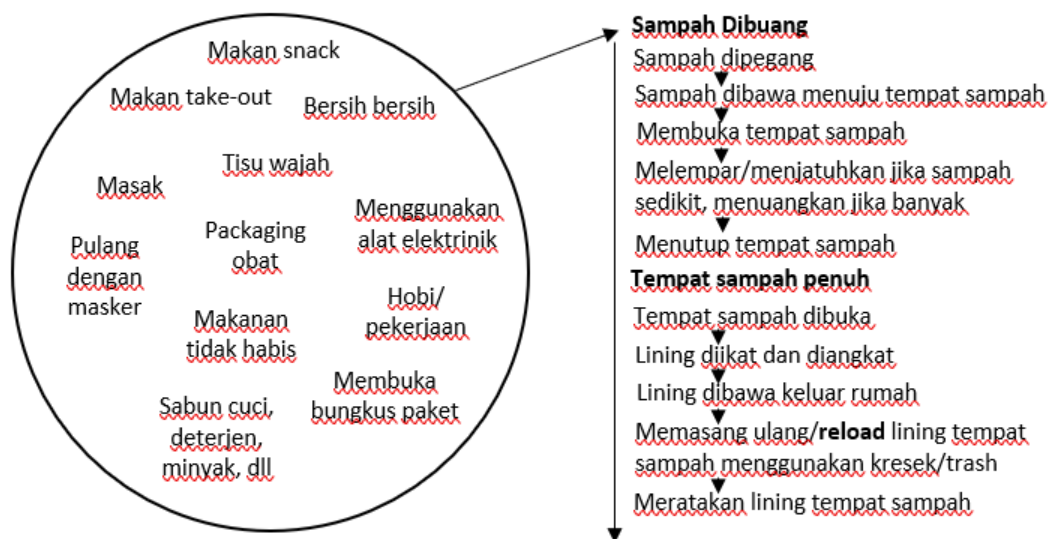 Makan snack
Makan take-out
Bersih bersih
Tisu wajah
Masak
Menggunakan
alat elektrinik
Packaging
obat
Pulang
dengan
masker
Hobi/
pekerjaan
Makanan
tidak habis
Membuka
bungkus paket
Sabun cuci,
deterjen,
minyak, dll
Sampah Dibuang
Sampah dipegang
Sampah dibawa menuju tempat sampah
Membuka tempat sampah
Melempar/menjatuhkan jika sampah
sedikit, menuangkan jika banyak
Menutup tempat sampah
Tempat sampah penuh
Tempat sampah dibuka
Lining diikat dan diangkat
Lining dibawa keluar rumah
Memasang ulang/reload lining tempat
sampah menggunakan kresek/trash
Meratakan lining tempat sampah